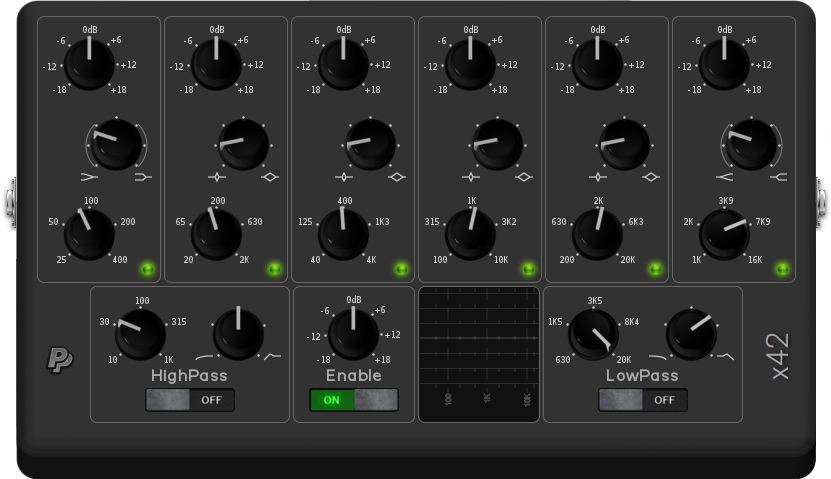 0dB 0dB 0dB 0dB 0dB 0dB
-6 +6 -6 +6 -6 +6 -6 +6 -6 +6 -6 +6
-12 +12 -12 +12 -12 +12 -12 +12 -12 +12 -12 +12
-18 +18 -18 +18 -18 +18 -18 +18 -18 +18 -18 +18
100 200 400 1K 2K 3K9
50 200 65 630 125 1K3 315 3K2 630 6K3 2K 7K9
25 400 20 2K 40 4K 100 10K 200 20K 1K 16K
100 0dB 3K5
-6 +6
30 315 1K5 8K4
-12 +12
10 1K -18 +18 630 20K
HighPass Enable LowPass
OFF ON OFF
100 1K 10K
x42